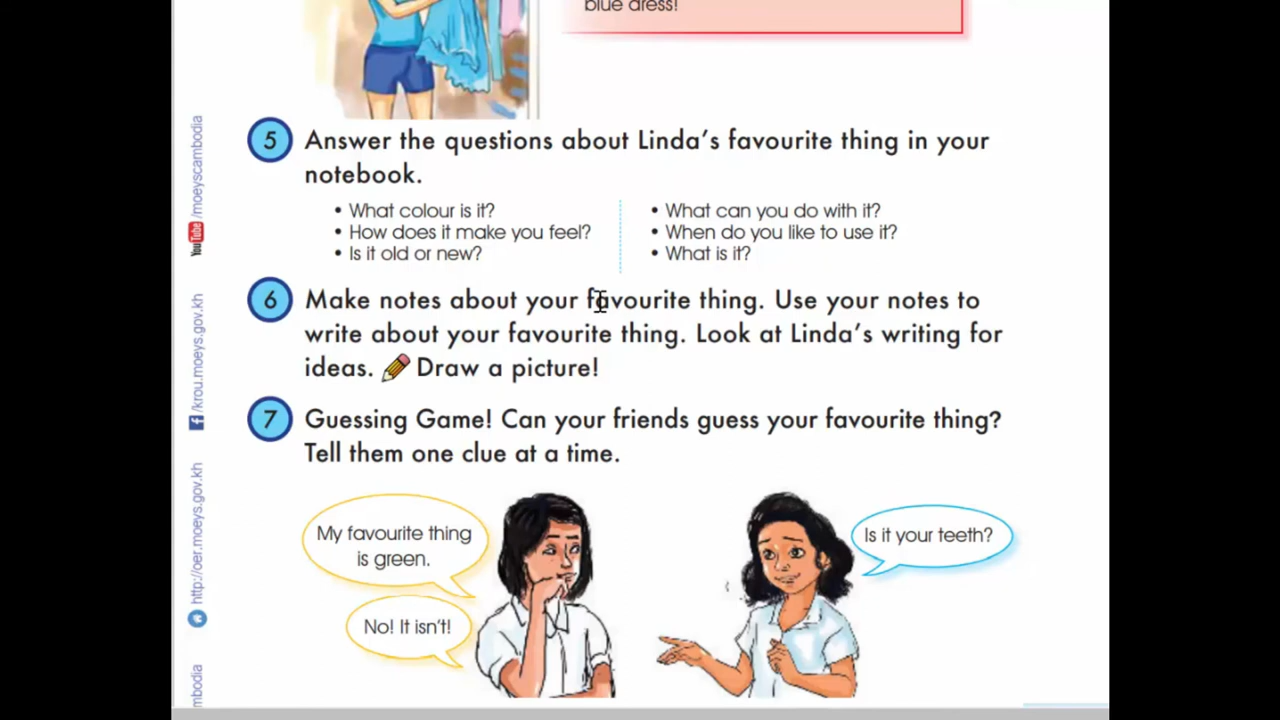 blue dress!
5 Answer the questions about Linda's favourite thing in your
notebook.
• What colour is it?
• How does it make you feel?
• Is it old or new?
• What can you do with it?
• When do you like to use it?
• What is it?
6 Make notes about your favourite thing. Use your notes to
write about your favourite thing. Look at Linda's writing for
ideas. Draw a picture!
7 Guessing Game! Can your friends guess your favourite thing?
Tell them one clue at a time.
My favourite thing
is green.
Is it your teeth?
No! It isn't!
YouTube /moeyscambodia
f /krou.moeys.gov.kh
http://oer.moeys.gov.kh
mbodia